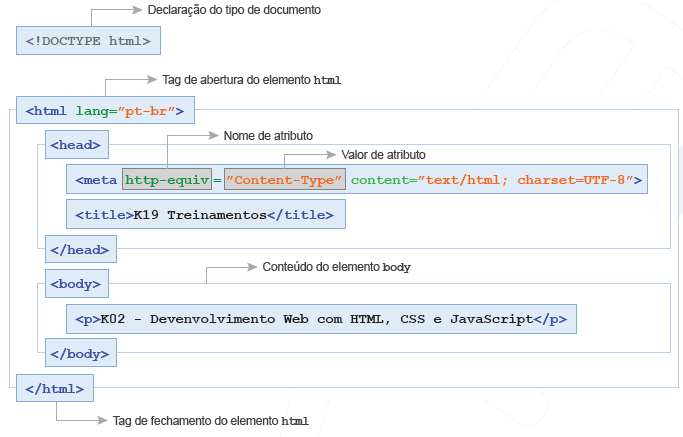 Declaração do tipo de documento
<!DOCTYPE html>
Tag de abertura do elemento html
<html lang=”pt-br”>
<head>
Nome de atributo
Valor de atributo
<meta http-equiv=”Content-Type” content=”text/html; charset=UTF-8”>
<title>K19 Treinamentos</title>
</head>
Conteúdo do elemento body
<body>
<p>K02 - Devenvolvimento Web com HTML, CSS e JavaScript</p>
</body>
</html>
Tag de fechamento do elemento html